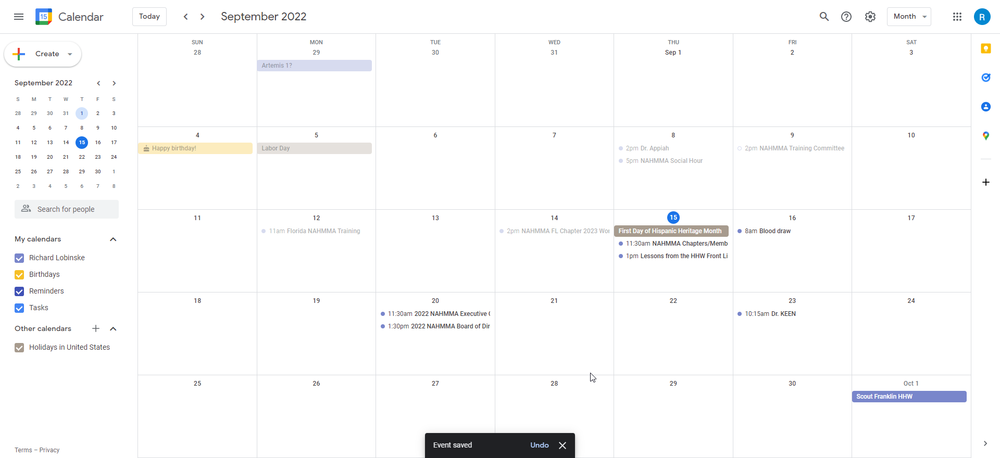 15
Calendar
Today
September 2022
Month
R
Create
September 2022
S M T W T F S
28 29 30 31 1 2 3
4 5 6 7 8 9 10
11 12 13 14 15 16 17
18 19 20 21 22 23 24
25 26 27 28 29 30 1
2 3 4 5 6 7 8
Search for people
My calendars
Richard Lobinske
Birthdays
Reminders
Tasks
Other calendars
Holidays in United States
Terms – Privacy
SUN MON TUE WED THU FRI SAT
28 29 30 31 Sep 1 2 3
Artemis 1?
4 5 6 7 8 9 10
Happy birthday!
Labor Day
2pm Dr. Appiah
5pm NAHMMA Social Hour
2pm NAHMMA Training Committee
11 12 13 14 15 16 17
11am Florida NAHMMA Training
2pm NAHMMA FL Chapter 2023 Wor
First Day of Hispanic Heritage Month
11:30am NAHMMA Chapters/Memb
1pm Lessons from the HHW Front Li
8am Blood draw
18 19 20 21 22 23 24
11:30am 2022 NAHMMA Executive
1:30pm 2022 NAHMMA Board of Dir
10:15am Dr. KEEN
25 26 27 28 29 30 Oct 1
Scout Franklin HHW
Event saved
Undo